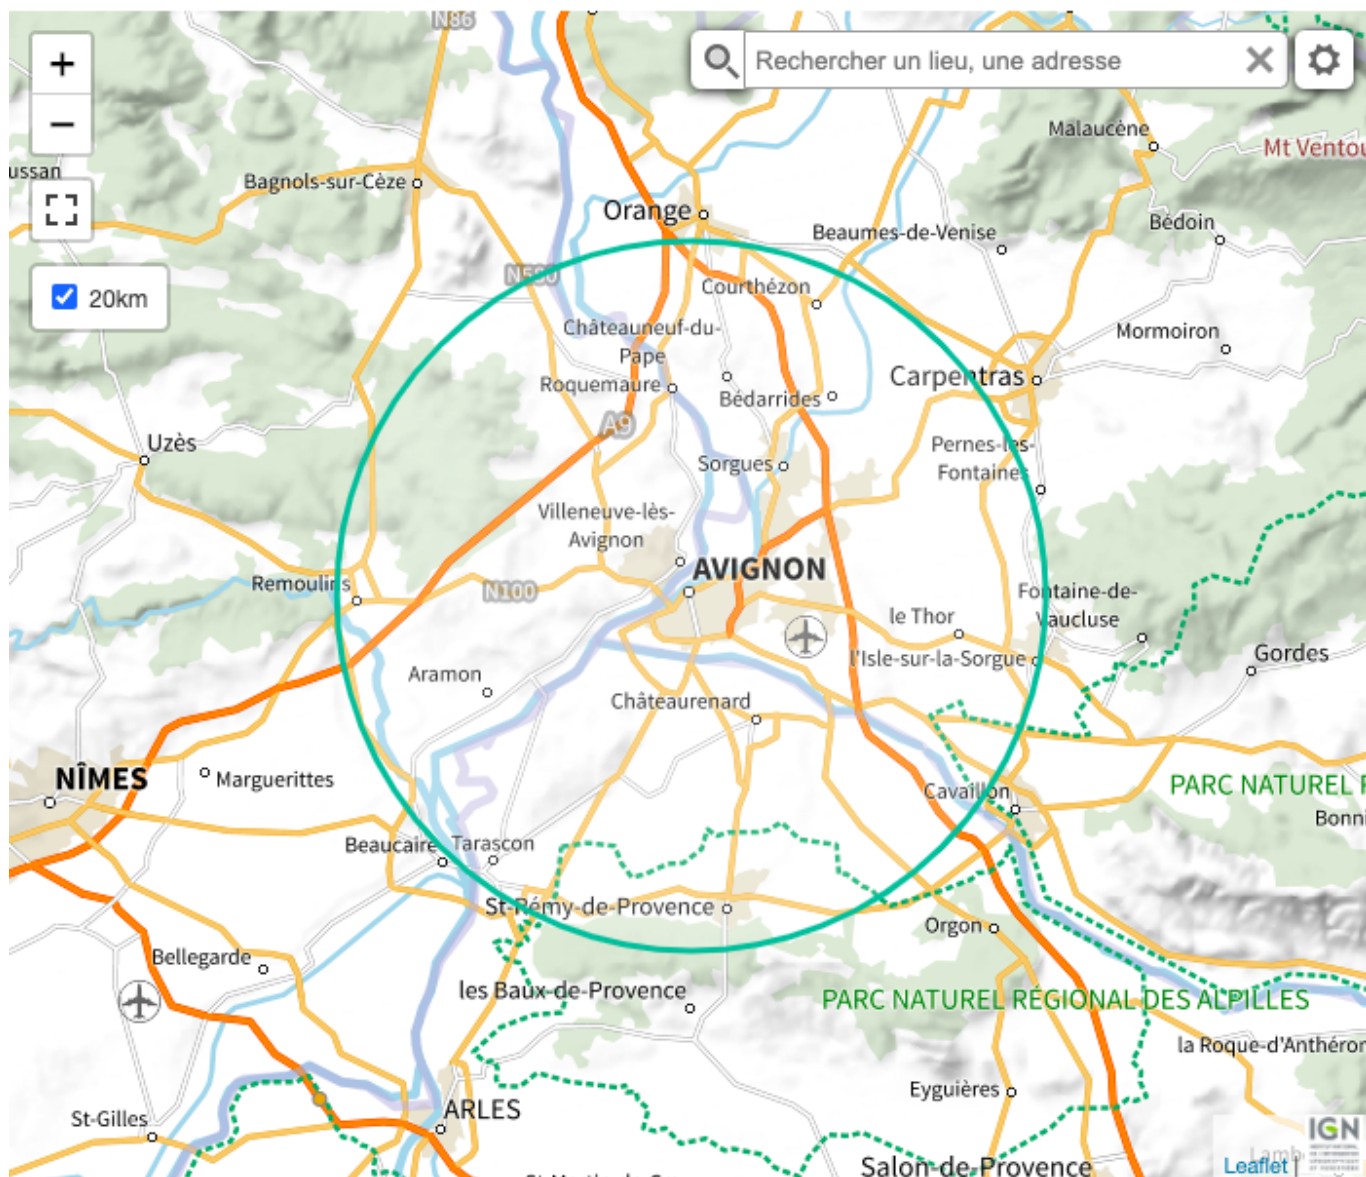 N86
+
Rechercher un lieu, une adresse
−
Malaucène
Mt Ventou
ussan
Bagnols-sur-Cèze
Orange
Beaumes-de-Venise
Bédoin
N580
Courthézon
20km
Châteauneuf-du-
Pape
Mormoiron
Roquemaure
Carpentras
Bédarrides
A9
Uzès
Pernes-les-
Fontaines
Sorgues
Villeneuve-lès-
Avignon
AVIGNON
Remoulins
N100
Fontaine-de-
Vaucluse
le Thor
l'Isle-sur-la-Sorgue
Gordes
Aramon
Châteaurenard
NÎMES
Marguerittes
Cavaillon
PARC NATUREL R
Bonni
Beaucaire
Tarascon
St-Rémy-de-Provence
Orgon
Bellegarde
les Baux-de-Provence
PARC NATUREL RÉGIONAL DES ALPILLES
la Roque-d'Anthéron
Eyguières
ARLES
St-Gilles
IGN
Salon-de-Provence
Lamb
Leaflet |